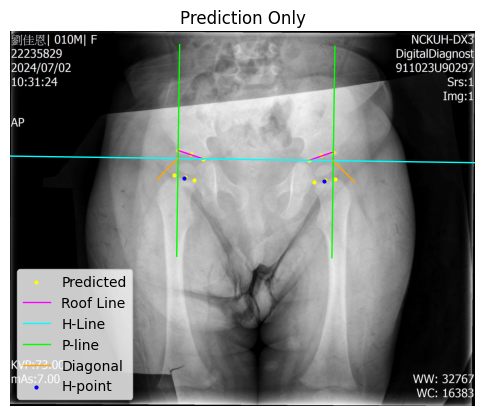 Prediction Only
劉佳恩| 010M| F
22235829
2024/07/02
10:31:24
AP
NCKUH-DX3
DigitalDiagnost
911023U90297
Srs:1
Img:1
Predicted
Roof Line
H-Line
P-line
Diagonal
H-point
KVP:73.00
mAs:7.00
WW: 32767
WC: 16383